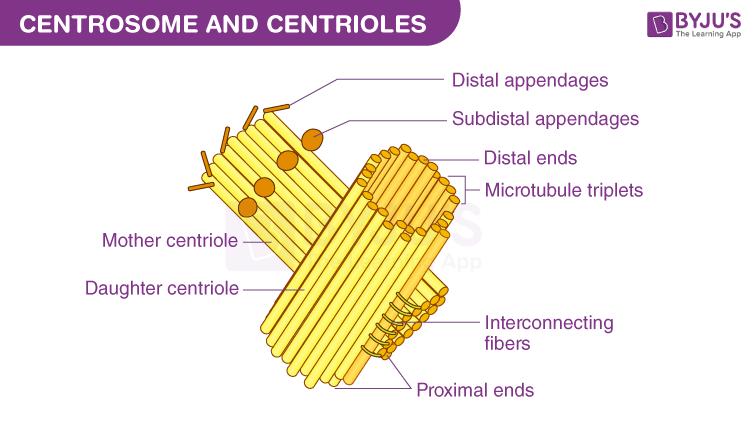 CENTROSOME AND CENTRIOLES
BYJU'S
The Learning App
Distal appendages
Subdistal appendages
Distal ends
Microtubule triplets
Mother centriole
Daughter centriole
Interconnecting
fibers
Proximal ends